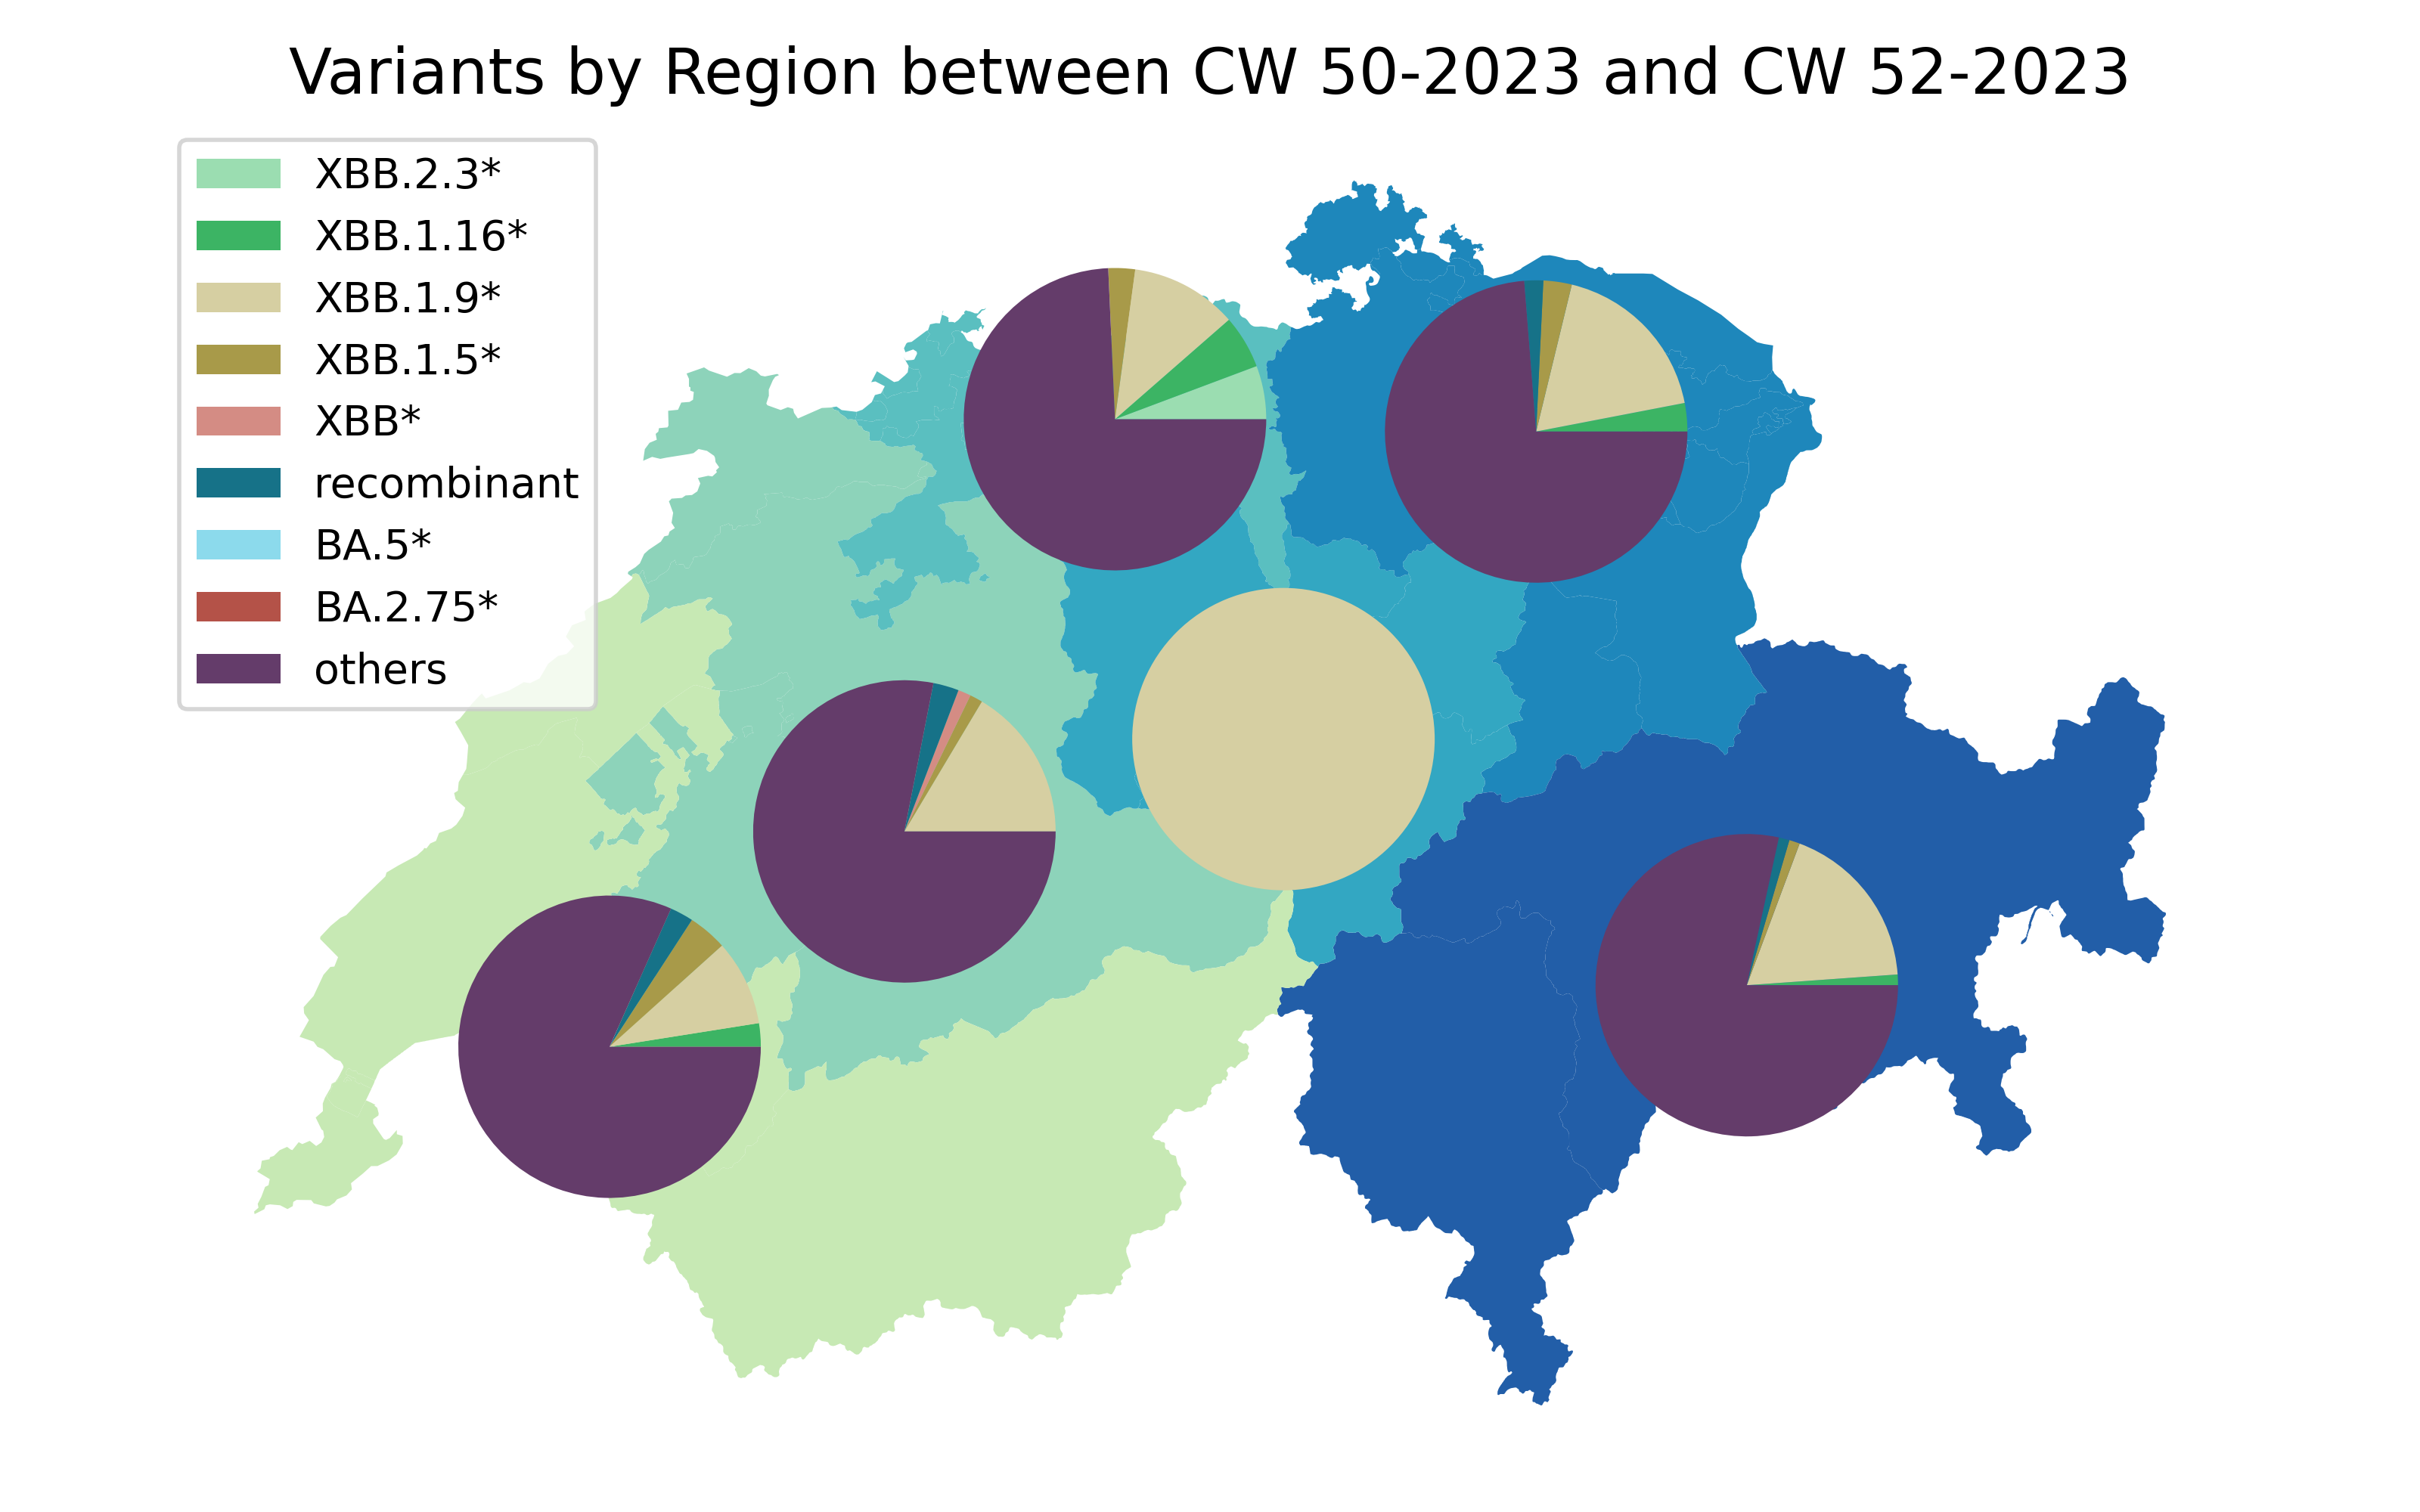 Variants by Region between CW 50-2023 and CW 52-2023
XBB.2.3*
XBB.1.16*
XBB.1.9*
XBB.1.5*
XBB*
recombinant
BA.5*
BA.2.75*
others